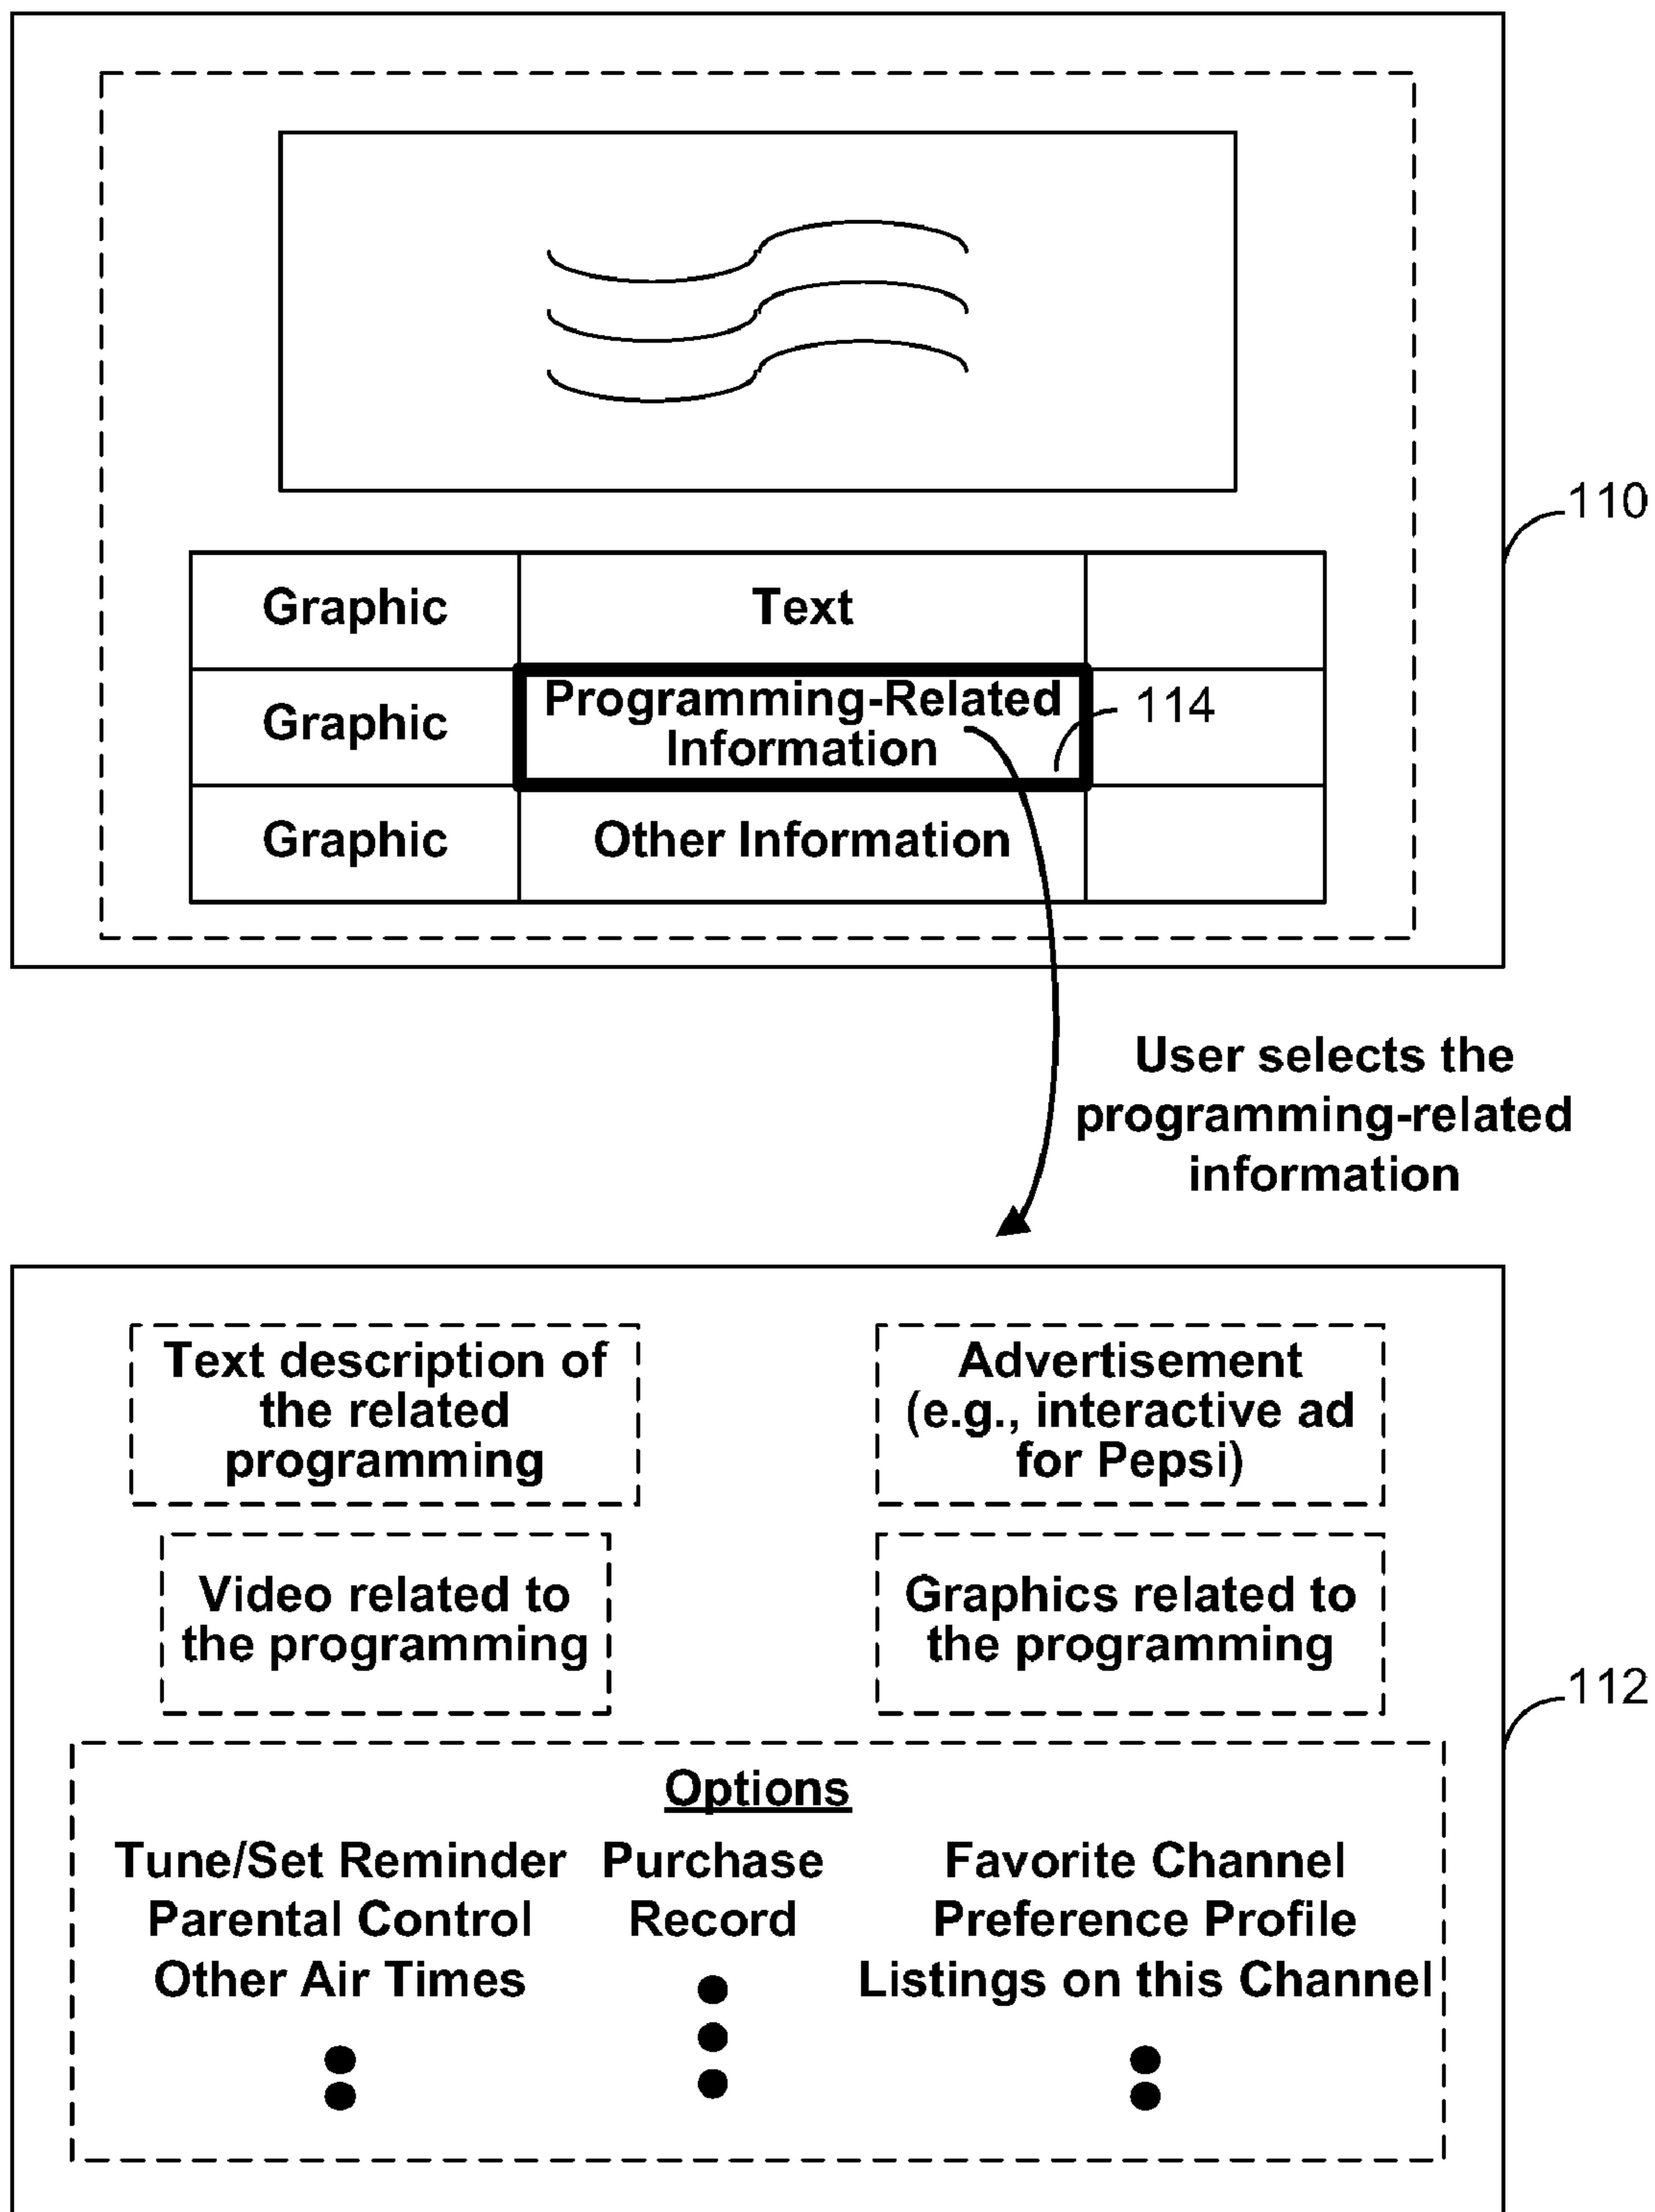 110
Graphic Text
Graphic Programming-Related Information 114
Graphic Other Information
User selects the
programming-related
information
Text description of
the related
programming
Advertisement
(e.g., interactive ad
for Pepsi)
Video related to
the programming
Graphics related to
the programming
112
Options
Tune/Set Reminder Purchase Favorite Channel
Parental Control Record Preference Profile
Other Air Times Listings on this Channel